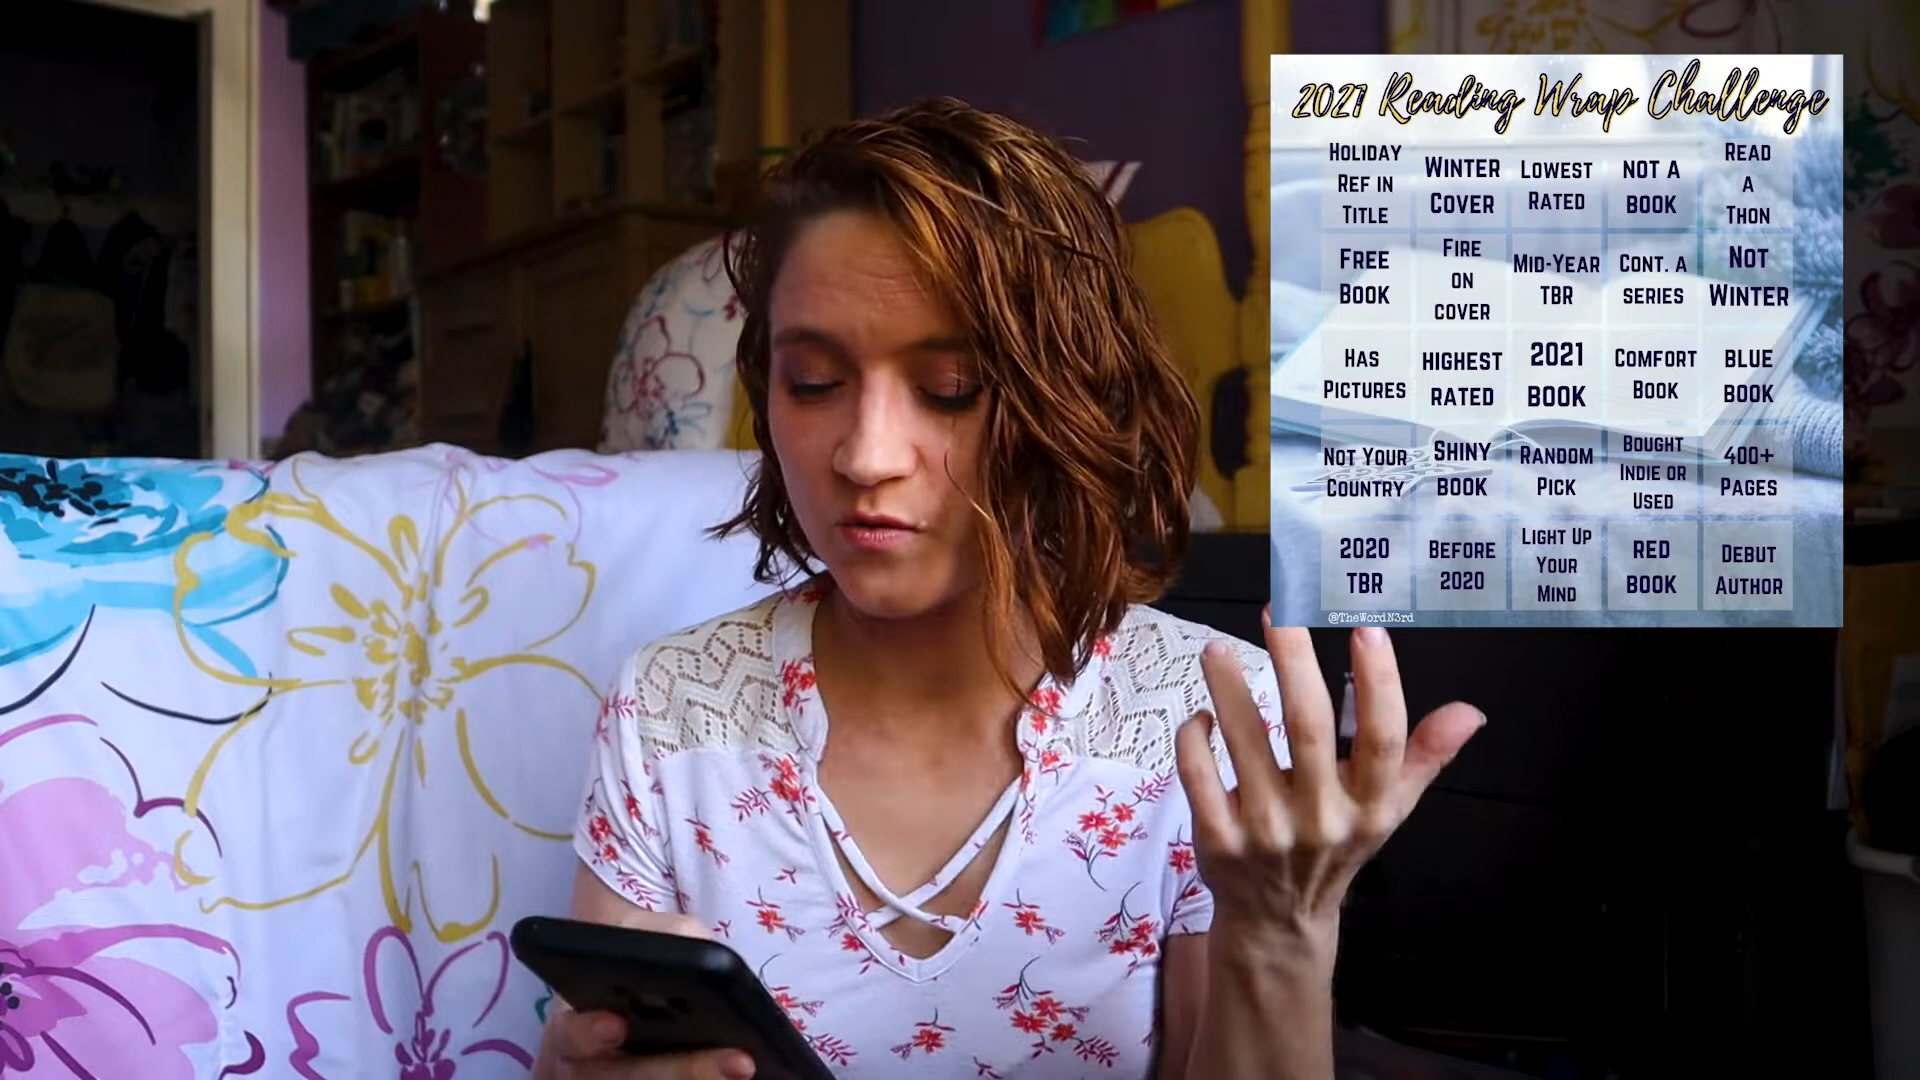 2021 Reading Wrap Challenge
HOLIDAY REF IN TITLE
WINTER COVER
LOWEST RATED
NOT A BOOK
READ A THON
FREE BOOK
FIRE ON COVER
MID-YEAR TBR
CONT. A SERIES
NOT WINTER
HAS PICTURES
HIGHEST RATED
2021 BOOK
COMFORT BOOK
BLUE BOOK
NOT YOUR COUNTRY
SHINY BOOK
RANDOM PICK
BOUGHT INDIE OR USED
400+ PAGES
2020 TBR
BEFORE 2020
LIGHT UP YOUR MIND
RED BOOK
DEBUT AUTHOR
@TheWordN3rd